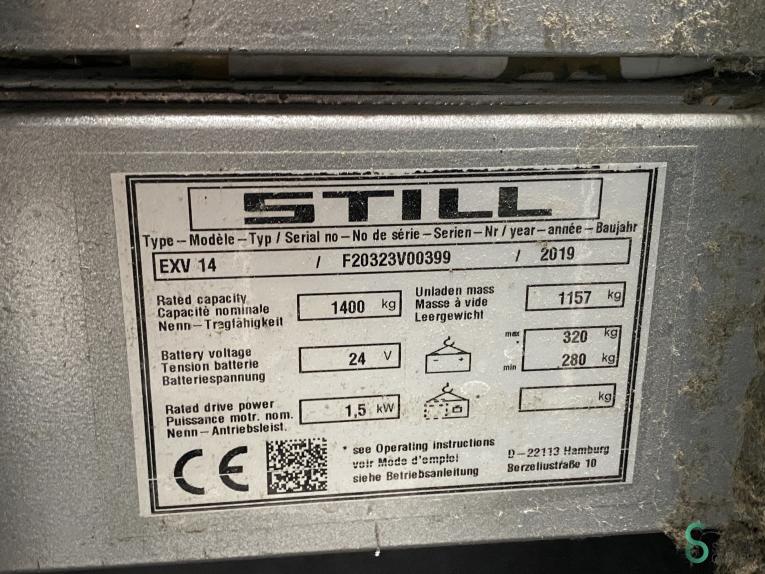 STILL
Type – Modèle – Typ / Serial no – No de série – Serien – Nr / year – année – Baujahr
EXV 14 / F20323V00399 / 2019
Rated capacity
Capacité nominale
Nenn – Tragfähigkeit
1400 kg
Unladen mass
Masse à vide
Leergewicht
1157 kg
Battery voltage
Tension batterie
Batteriespannung
24 V
max 320 kg
min 280 kg
Rated drive power
Puissance motr. nom.
Nenn – Antriebsleist.
1,5 kW
kg
CE
* see Operating instructions
voir Mode d'emploi
siehe Betriebsanleitung
D – 22113 Hamburg
Berzeliustraße 10